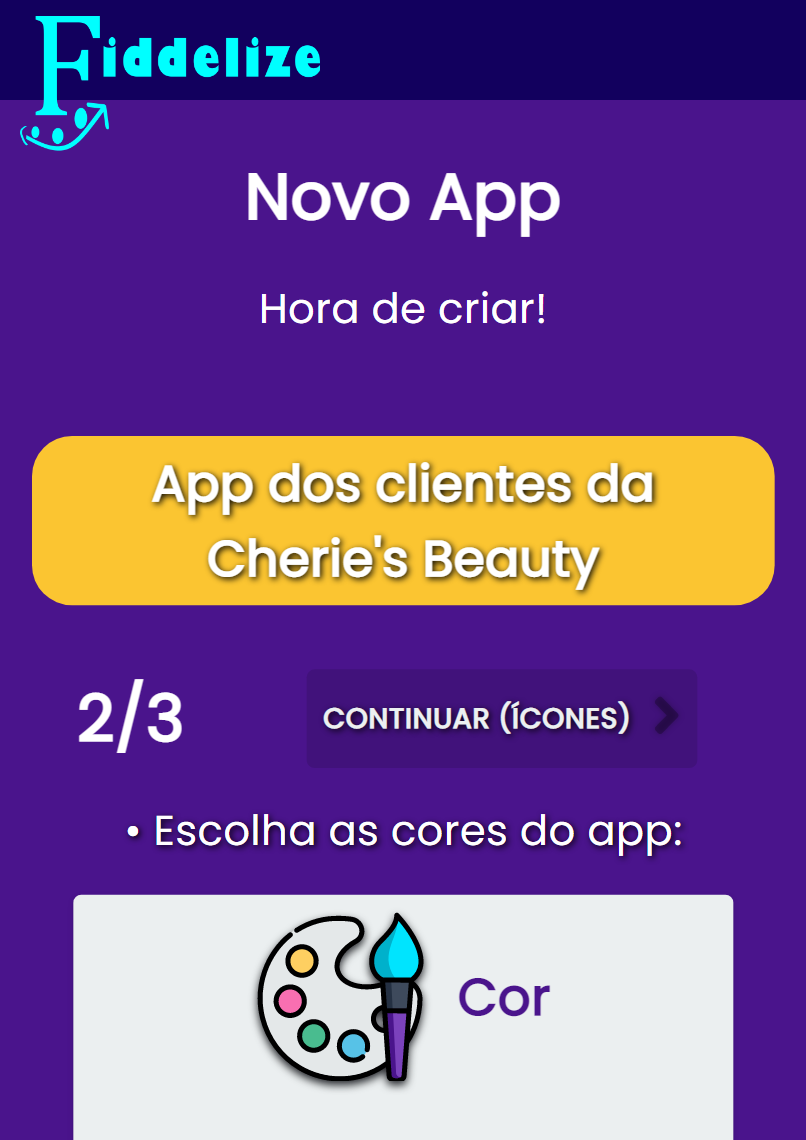 Fiddelize
Novo App
Hora de criar!
App dos clientes da
Cherie's Beauty
2/3
CONTINUAR (ÍCONES)
• Escolha as cores do app:
Cor